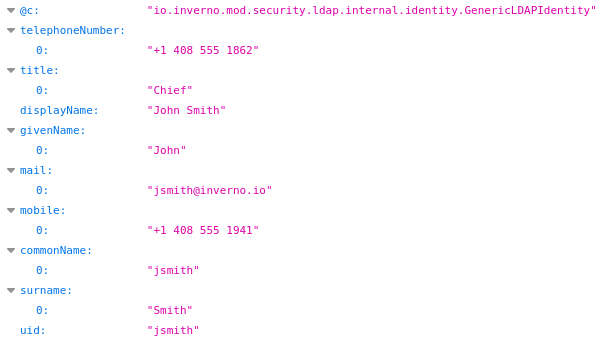 @c: "io.inverno.mod.security.ldap.internal.identity.GenericLDAPIdentity"
telephoneNumber:
0: "+1 408 555 1862"
title:
0: "Chief"
displayName: "John Smith"
givenName:
0: "John"
mail:
0: "jsmith@inverno.io"
mobile:
0: "+1 408 555 1941"
commonName:
0: "jsmith"
surname:
0: "Smith"
uid: "jsmith"